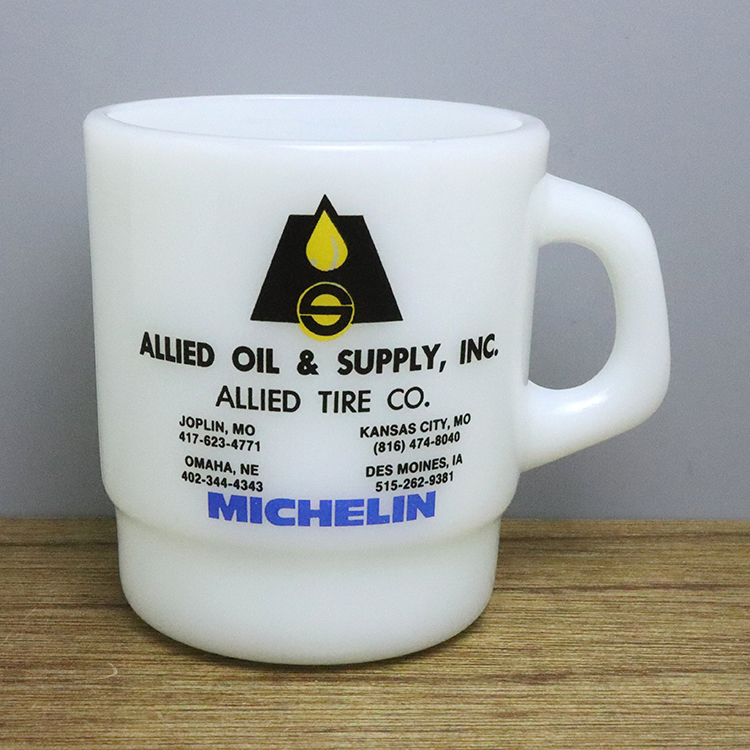 ALLIED OIL & SUPPLY, INC.
ALLIED TIRE CO.
JOPLIN, MO
417-623-4771
KANSAS CITY, MO
(816) 474-8040
OMAHA, NE
402-344-4343
DES MOINES, IA
515-262-9381
MICHELIN